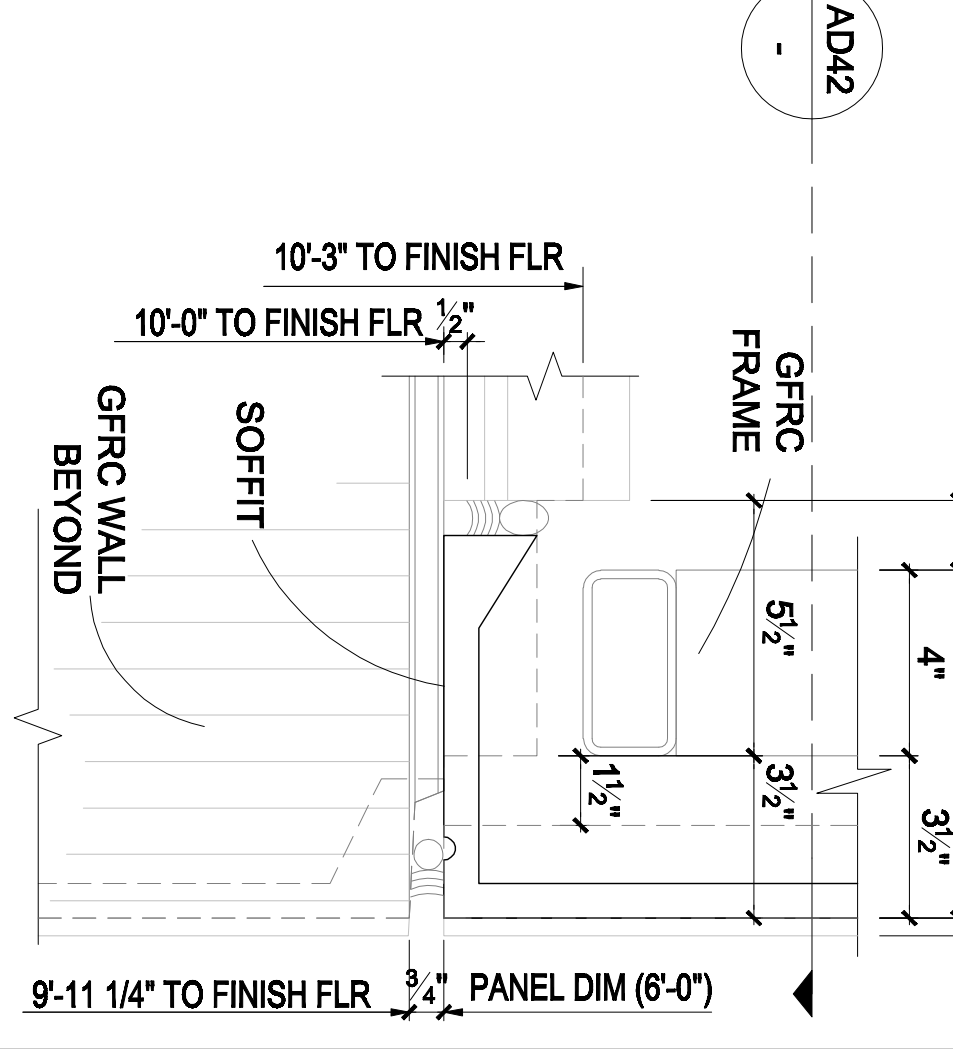 AD42
-
10'-3" TO FINISH FLR
10'-0" TO FINISH FLR
1/2"
GFRC
FRAME
SOFFIT
GFRC WALL
BEYOND
5 1/2"
4"
3 1/2"
1 1/2"
3 1/2"
9'-11 1/4" TO FINISH FLR
3/4"
PANEL DIM (6'-0")